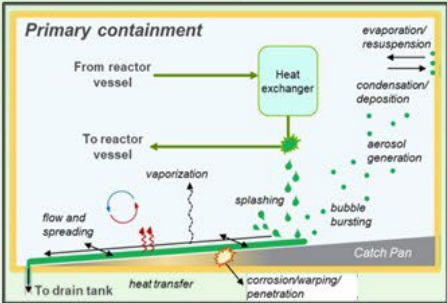 Primary containment
evaporation/
resuspension
From reactor
vessel
Heat
exchanger
condensation/
deposition
To reactor
vessel
aerosol
generation
vaporization
splashing
bubble
bursting
flow and
spreading
Catch Pan
heat transfer
corrosion/warping/
penetration
To drain tank